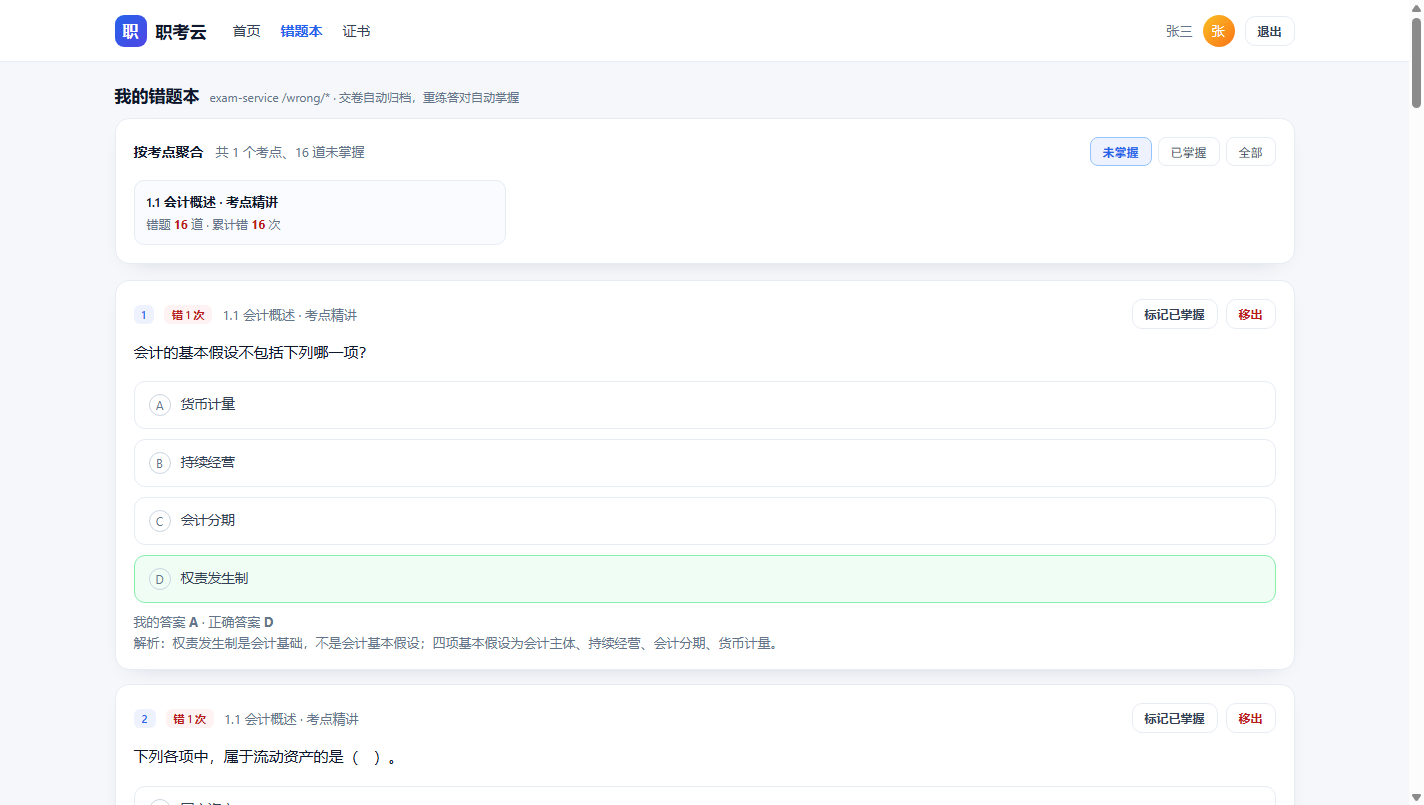 职 职考云 首页 错题本 证书 张三 张 退出
我的错题本 exam-service /wrong/* · 交卷自动归档，重练答对自动掌握
按考点聚合 共 1 个考点、16 道未掌握 未掌握 已掌握 全部
1.1 会计概述 · 考点精讲
错题 16 道 · 累计错 16 次
1 错 1 次 1.1 会计概述 · 考点精讲 标记已掌握 移出
会计的基本假设不包括下列哪一项？
A 货币计量
B 持续经营
C 会计分期
D 权责发生制
我的答案 A · 正确答案 D
解析：权责发生制是会计基础，不是会计基本假设；四项基本假设为会计主体、持续经营、会计分期、货币计量。
2 错 1 次 1.1 会计概述 · 考点精讲 标记已掌握 移出
下列各项中，属于流动资产的是（ ）。